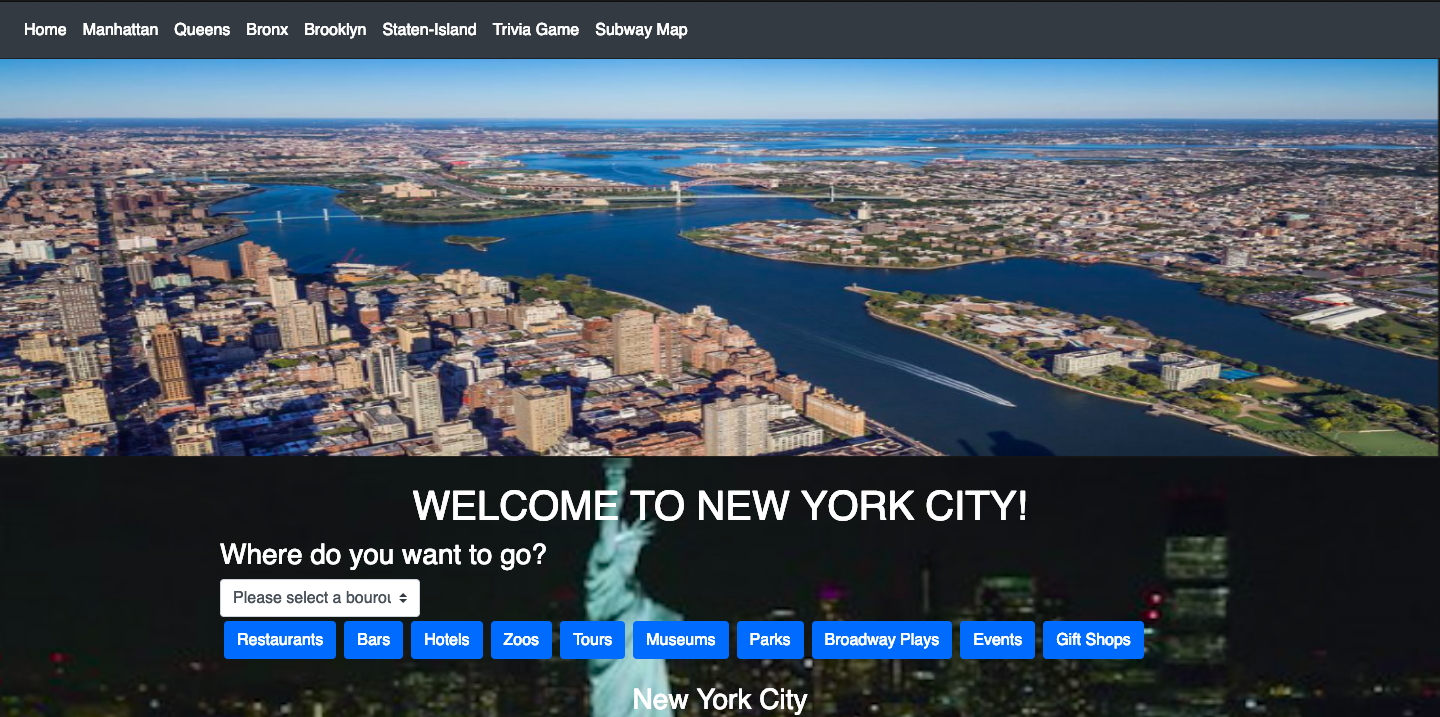 Home Manhattan Queens Bronx Brooklyn Staten-Island Trivia Game Subway Map
WELCOME TO NEW YORK CITY!
Where do you want to go?
Please select a bourou
Restaurants Bars Hotels Zoos Tours Museums Parks Broadway Plays Events Gift Shops
New York City